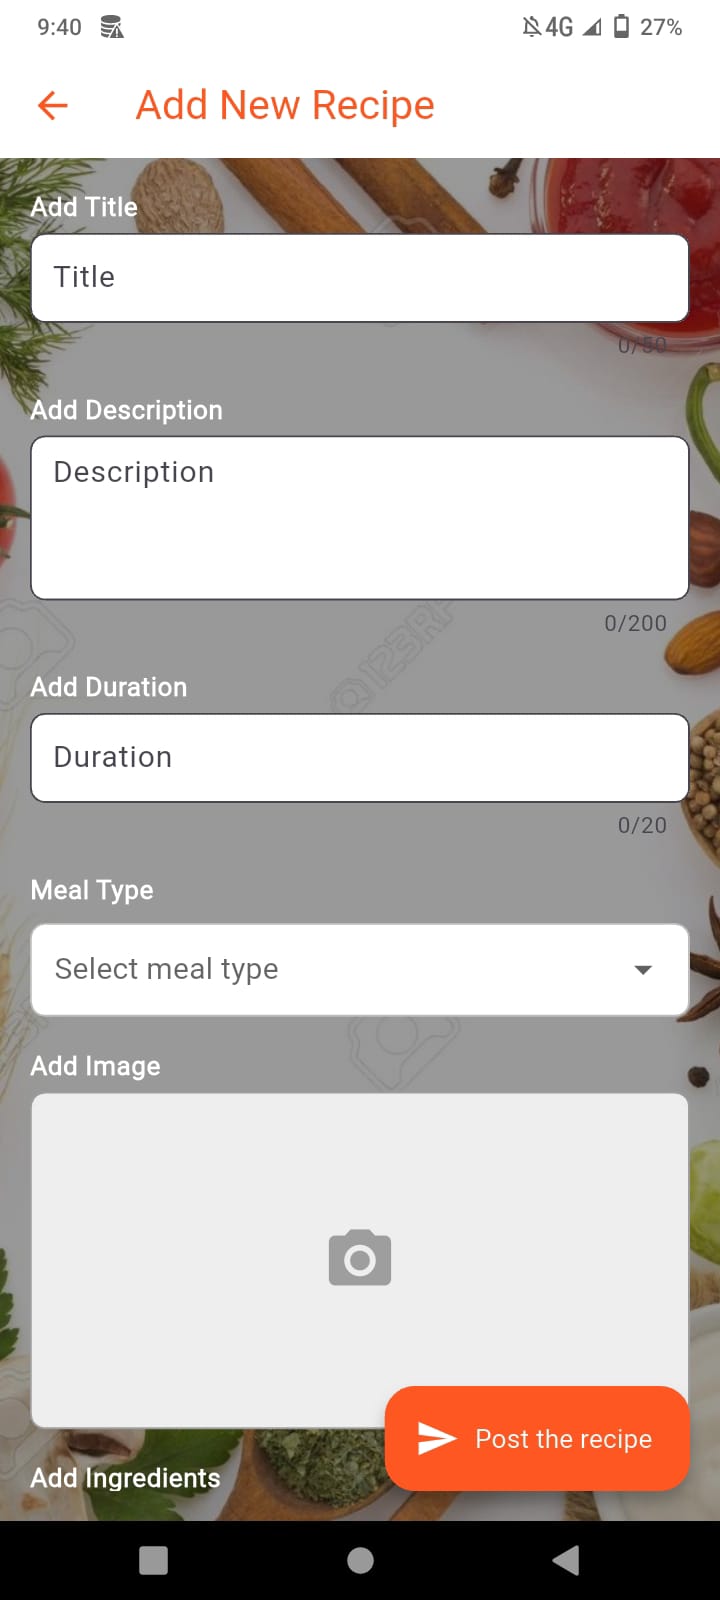 9:40 4G 27%
Add New Recipe
Add Title
Title
0/50
Add Description
Description
0/200
123RF
Add Duration
Duration
0/20
Meal Type
Select meal type
Add Image
Post the recipe
Add Ingredients